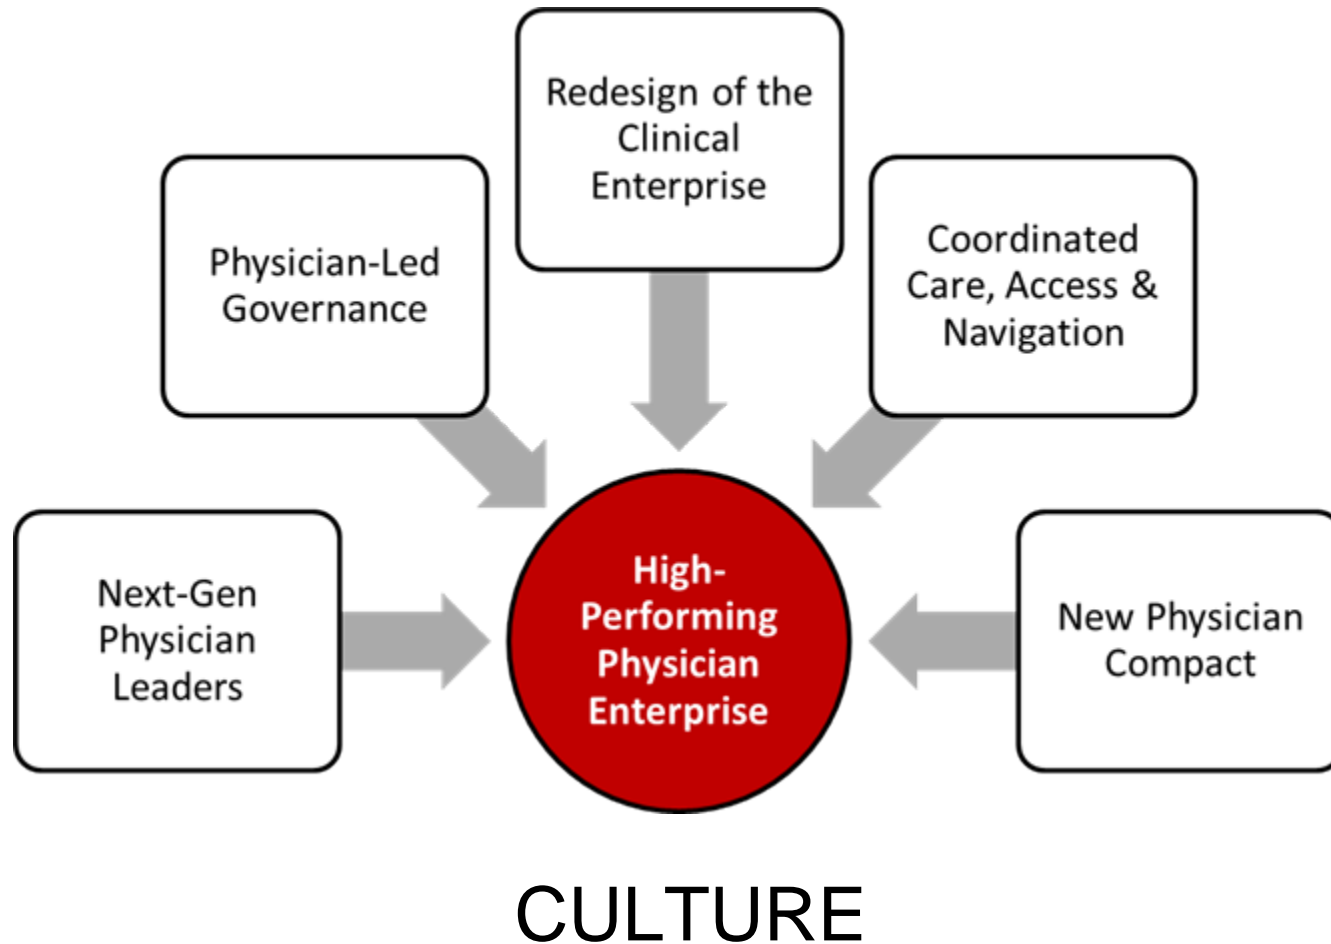 Redesign of the
Clinical
Enterprise
Physician-Led
Governance
Coordinated
Care, Access &
Navigation
Next-Gen
Physician
Leaders
High-
Performing
Physician
Enterprise
New Physician
Compact
CULTURE